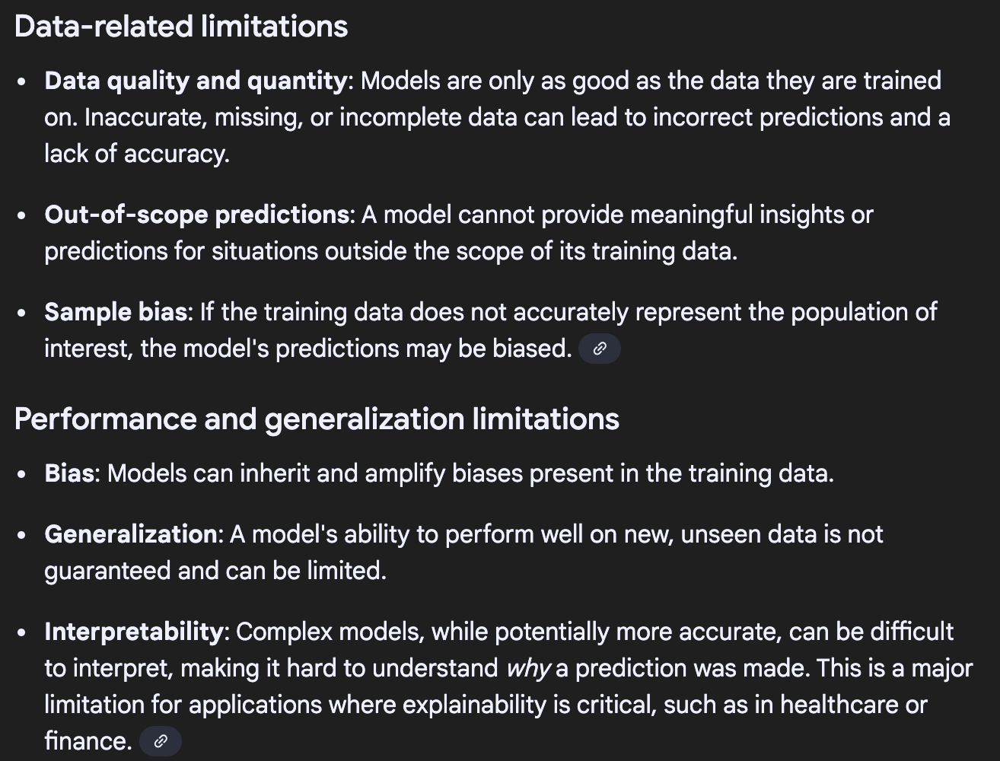 Data-related limitations
• Data quality and quantity: Models are only as good as the data they are trained
on. Inaccurate, missing, or incomplete data can lead to incorrect predictions and a
lack of accuracy.
• Out-of-scope predictions: A model cannot provide meaningful insights or
predictions for situations outside the scope of its training data.
• Sample bias: If the training data does not accurately represent the population of
interest, the model's predictions may be biased.
Performance and generalization limitations
• Bias: Models can inherit and amplify biases present in the training data.
• Generalization: A model's ability to perform well on new, unseen data is not
guaranteed and can be limited.
• Interpretability: Complex models, while potentially more accurate, can be difficult
to interpret, making it hard to understand why a prediction was made. This is a major
limitation for applications where explainability is critical, such as in healthcare or
finance.